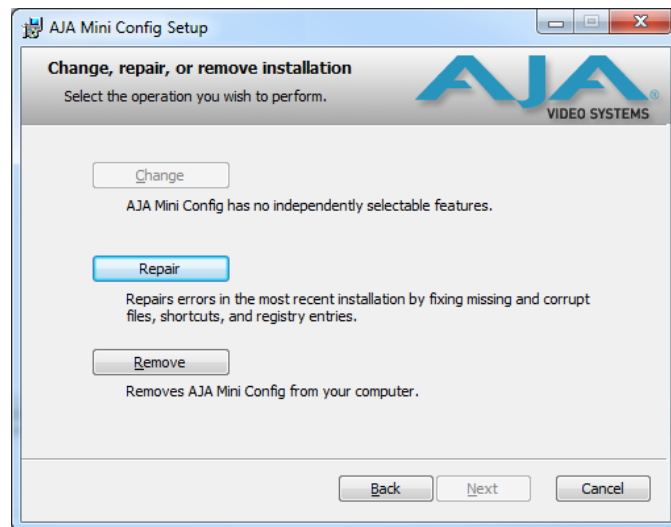 AJA Mini Config Setup
Change, repair, or remove installation
Select the operation you wish to perform.
AJA®
VIDEO SYSTEMS
Change
AJA Mini Config has no independently selectable features.
Repair
Repairs errors in the most recent installation by fixing missing and corrupt
files, shortcuts, and registry entries.
Remove
Removes AJA Mini Config from your computer.
Back
Next
Cancel